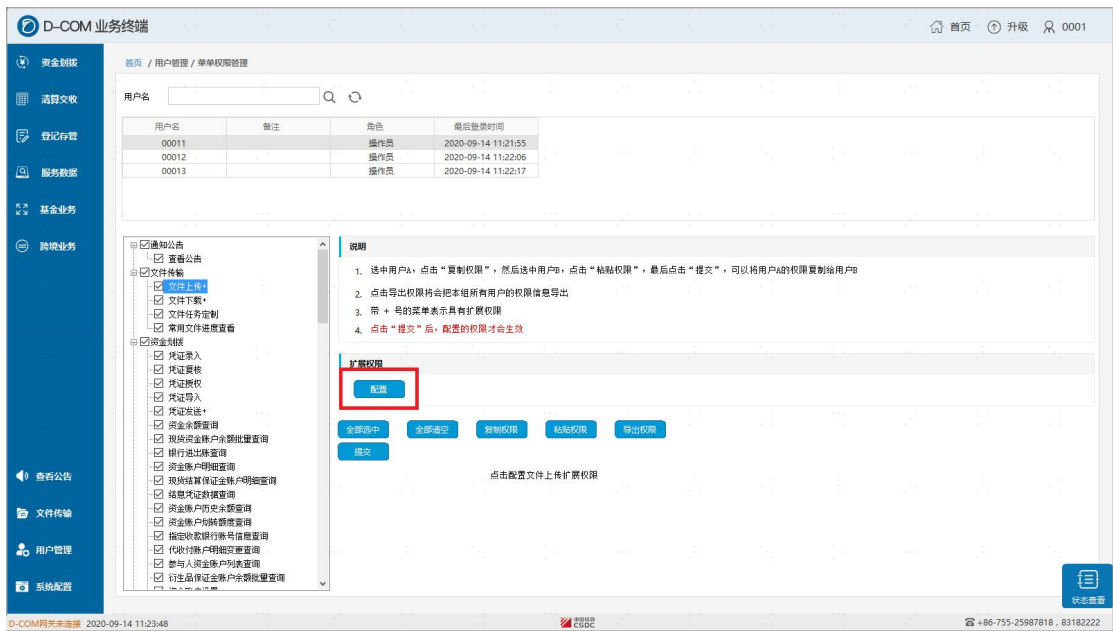 D-COM 业务终端
首页 升级 0001
资金划拨
清算交收
登记存管
服务数据
基金业务
跨境业务
查看公告
文件传输
用户管理
系统配置
首页 / 用户管理 / 菜单权限管理
用户名
用户名 备注 角色 最后登录时间
00011 操作员 2020-09-14 11:21:55
00012 操作员 2020-09-14 11:22:06
00013 操作员 2020-09-14 11:22:17
通知公告
查看公告
文件传输
文件上传+
文件下载+
文件任务定制
常用文件进度查看
资金划拨
凭证录入
凭证复核
凭证授权
凭证导入
凭证发送+
资金余额查询
现货资金账户余额批量查询
银行进出账查询
资金账户明细查询
现货结算保证金账户明细查询
结息凭证数据查询
资金账户历史余额查询
资金账户划转额度查询
指定收款银行账号信息查询
代收付账户明细变更查询
参与人资金账户列表查询
衍生品保证金账户余额批量查询
说明
1. 选中用户A，点击“复制权限”，然后选中用户B，点击“粘贴权限”，最后点击“提交”，可以将用户A的权限复制给用户B
2. 点击导出权限将会把本组所有用户的权限信息导出
3. 带 + 号的菜单表示具有扩展权限
4. 点击“提交”后，配置的权限才会生效
扩展权限
配置
全部选中 全部清空 复制权限 粘贴权限 导出权限
提交
点击配置文件上传扩展权限
状态查看
D-COM网关未连接 2020-09-14 11:23:48
中国结算
CSDC
+86-755-25987818 , 83182222